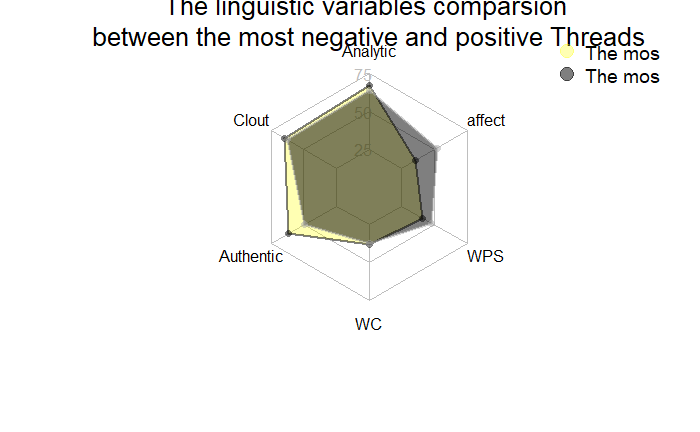 The linguistic variables comparsion
between the most negative and positive Threads
Analytic
The mos
The mos
75
50
25
Clout
affect
Authentic
WPS
WC